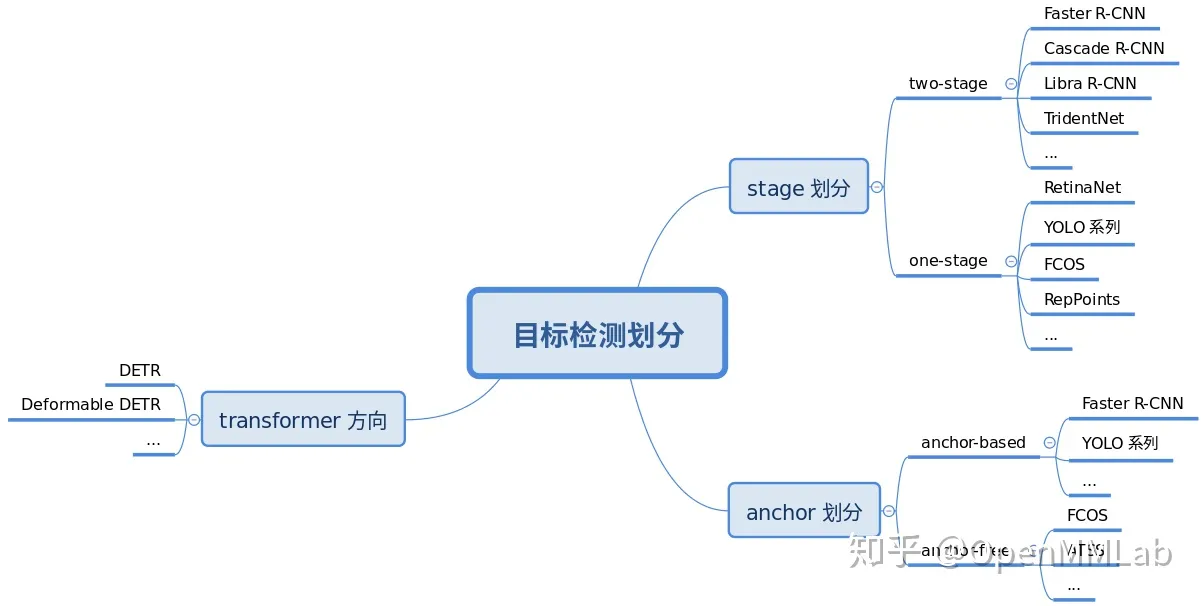 目标检测划分
stage 划分
two-stage
Faster R-CNN
Cascade R-CNN
Libra R-CNN
TridentNet
...
one-stage
RetinaNet
YOLO 系列
FCOS
RepPoints
...
anchor 划分
anchor-based
Faster R-CNN
YOLO 系列
...
anchor-free
FCOS
ATSS
...
transformer 方向
DETR
Deformable DETR
...
知乎 @OpenMMLab